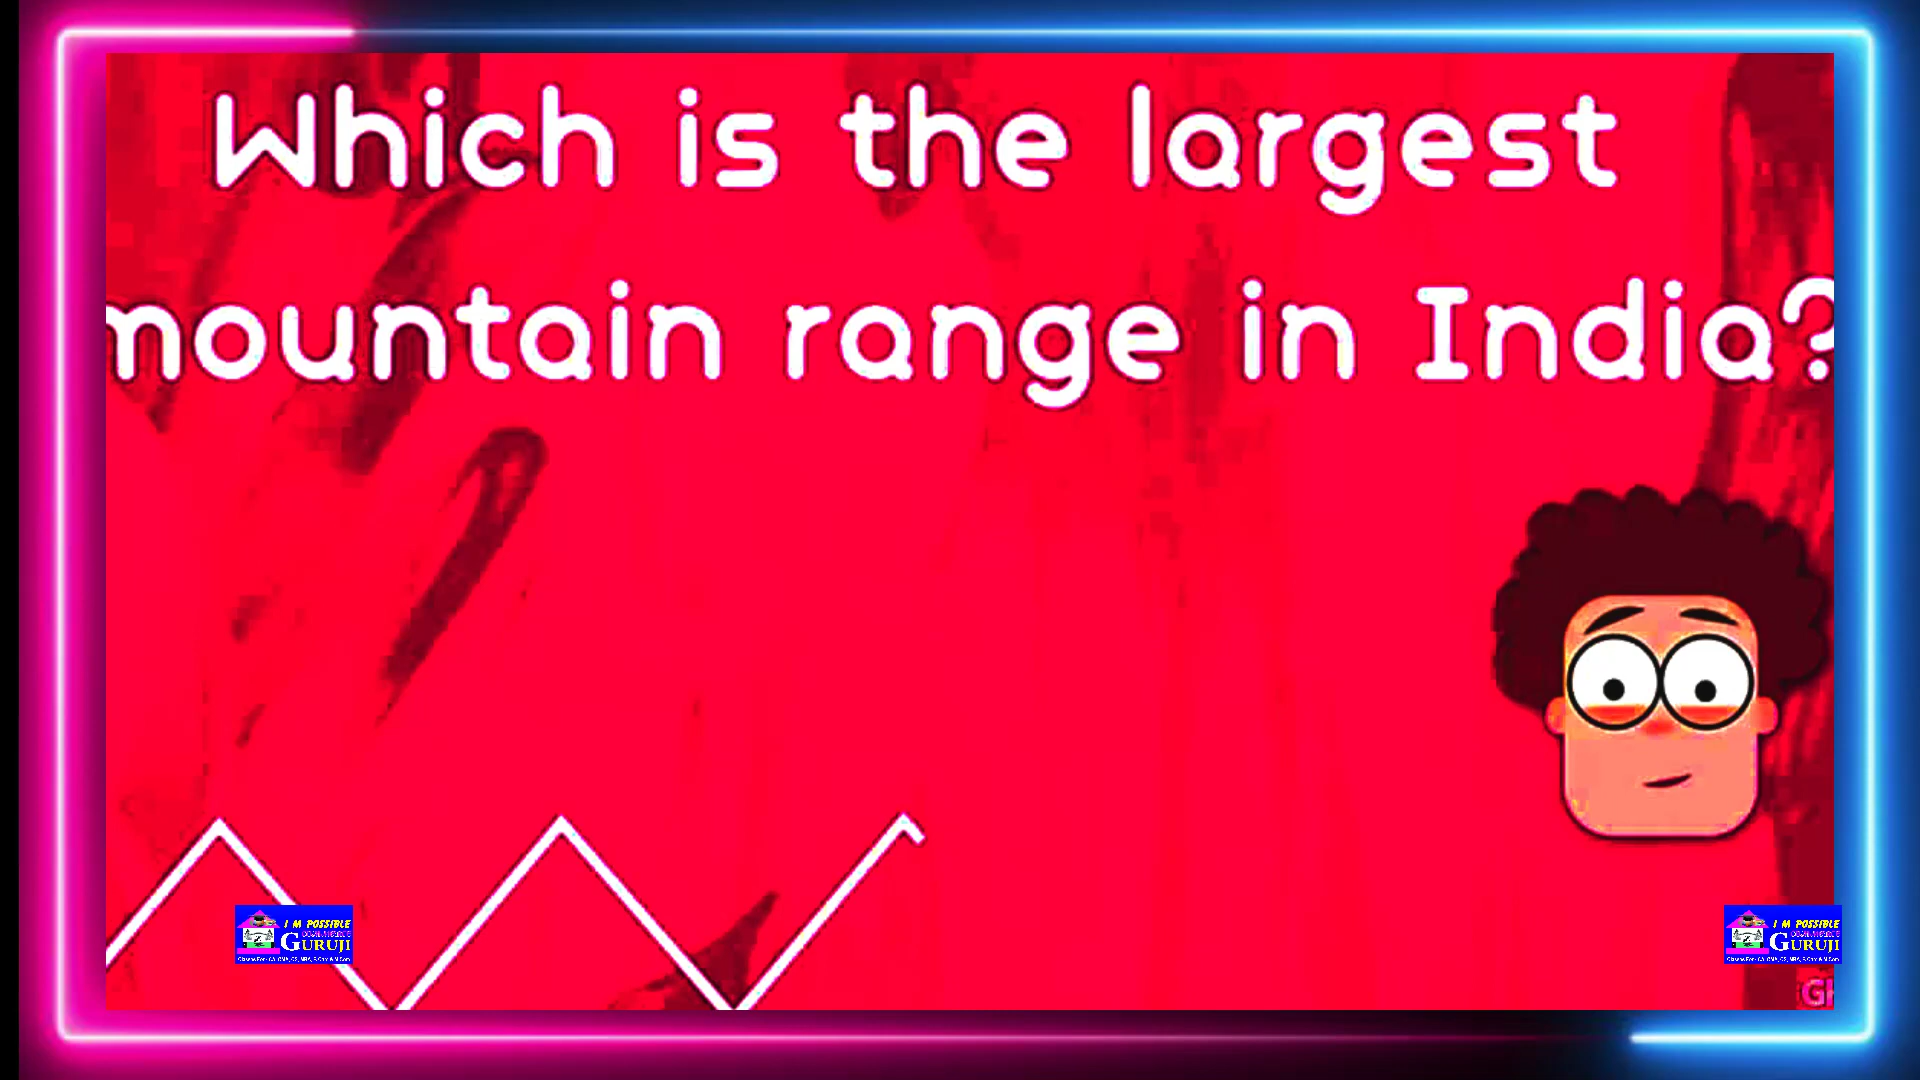 Which is the largest
mountain range in India?
I M POSSIBLE
GURUJI
I M POSSIBLE
GURUJI